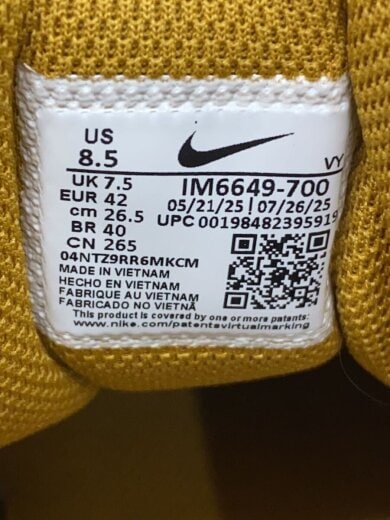 US
8.5
VY
UK 7.5
EUR 42
cm 26.5
BR 40
CN 265
IM6649-700
05/21/25 | 07/26/25
UPC 00198482395919
04NTZ9RR6MKCM
MADE IN VIETNAM
HECHO EN VIETNAM
FABRIQUE AU VIETNAM
FABRICADO NO VIETNÃ
This product is covered by one or more patents:
www.nike.com/patentsvirtualmarking